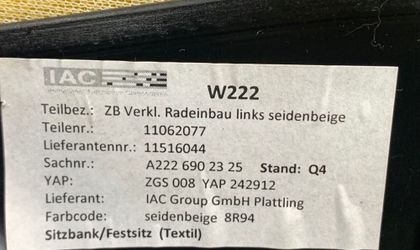 IAC W222
Teilbez.: ZB Verkl. Radeinbau links seidenbeige
Teilenr.: 11062077
Lieferantennr.: 11516044
Sachnr.: A222 690 23 25 Stand: Q4
YAP: ZGS 008 YAP 242912
Lieferant: IAC Group GmbH Plattling
Farbcode: seidenbeige 8R94
Sitzbank/Festsitz (Textil)